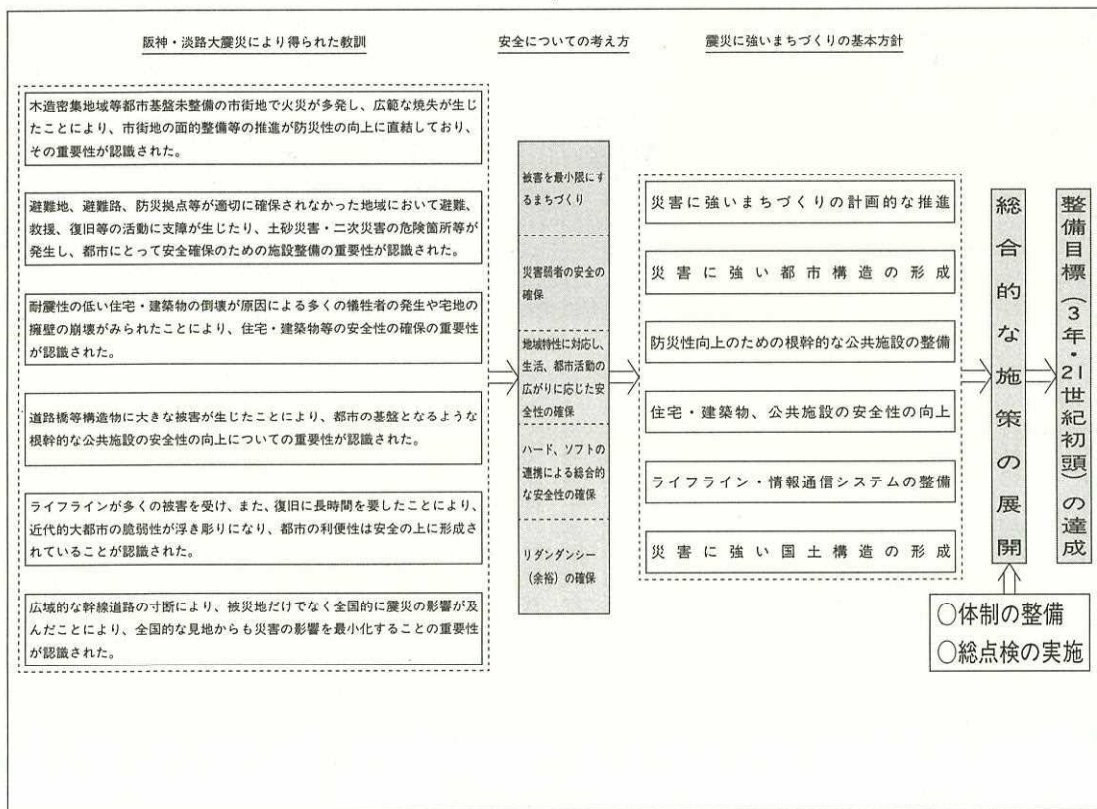 阪神・淡路大震災により得られた教訓
木造密集地域等都市基盤未整備の市街地で火災が多発し、広範な焼失が生じ
たことにより、市街地の面的整備等の推進が防災性の向上に直結しており、
その重要性が認識された。
避難地、避難路、防災拠点等が適切に確保されなかった地域において避難、
救援、復旧等の活動に支障が生じたり、土砂災害・二次災害の危険箇所等が
発生し、都市にとって安全確保のための施設整備の重要性が認識された。
耐震性の低い住宅・建築物の倒壊が原因による多くの犠牲者の発生や宅地の
擁壁の崩壊がみられたことにより、住宅・建築物等の安全性の確保の重要性
が認識された。
道路橋等構造物に大きな被害が生じたことにより、都市の基盤となるような
根幹的な公共施設の安全性の向上についての重要性が認識された。
ライフラインが多くの被害を受け、また、復旧に長時間を要したことにより、
近代的大都市の脆弱性が浮き彫りになり、都市の利便性は安全の上に形成さ
れていることが認識された。
広域的な幹線道路の寸断により、被災地だけでなく全国的に震災の影響が及
んだことにより、全国的な見地からも災害の影響を最小化することの重要性
が認識された。
安全についての考え方
被害を最小限にす
るまちづくり
災害弱者の安全の
確保
地域特性に対応し、
生活、都市活動の
広がりに応じた安
全性の確保
ハード、ソフトの
連携による総合的
な安全性の確保
リダンダンシー
(余裕)の確保
震災に強いまちづくりの基本方針
災害に強いまちづくりの計画的な推進
災害に強い都市構造の形成
防災性向上のための根幹的な公共施設の整備
住宅・建築物、公共施設の安全性の向上
ライフライン・情報通信システムの整備
災害に強い国土構造の形成
総合的な施策の展開
○体制の整備
○総点検の実施
整備目標(3年・21世紀初頭)の達成